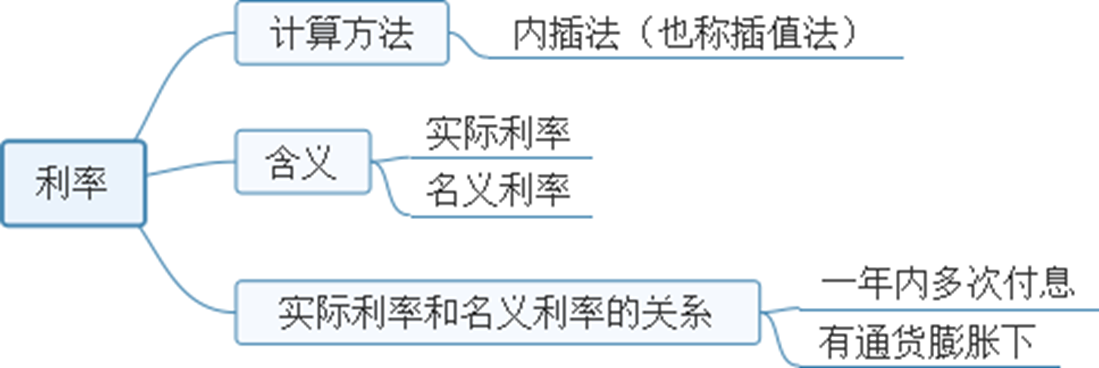 计算方法
内插法（也称插值法）
利率
含义
实际利率
名义利率
实际利率和名义利率的关系
一年内多次付息
有通货膨胀下